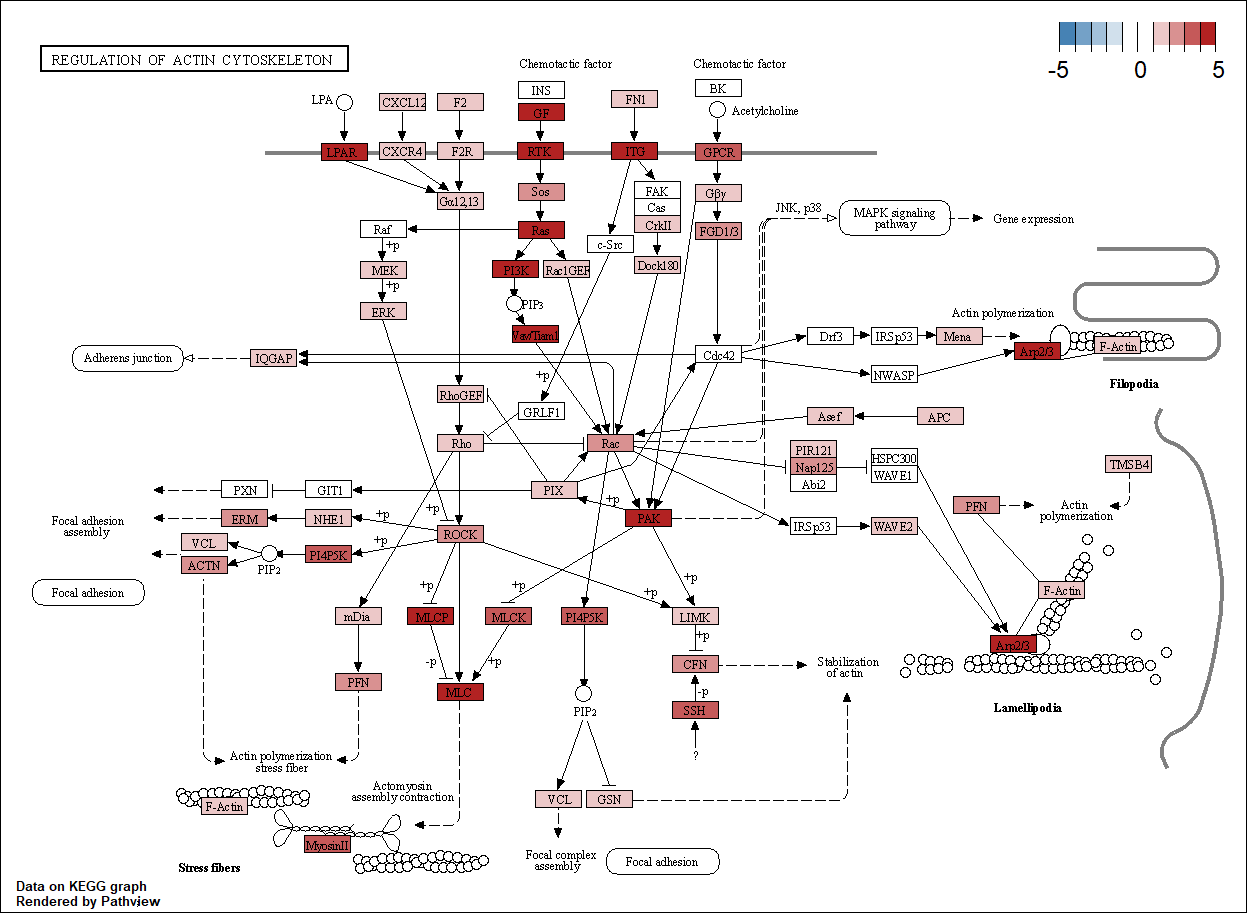 REGULATION OF ACTIN CYTOSKELETON
-5 0 5
Chemotactic factor
Chemotactic factor
INS
BK
LPA
CXCL12
F2
GF
FN1
Acetylcholine
LPAR
CXCR4
F2R
RTK
ITG
GPCR
Gα12,13
Sos
FAK
Cas
CrkII
Gβγ
JNK, p38
MAPK signaling
pathway
Gene expression
Raf
Ras
c-Src
FGD1/3
+p
MEK
PI3K
Rac1GEF
Dock180
+p
ERK
PIP3
Actin polymerization
Vav/Tiam1
Drf3
IRSp53
Mena
Arp2/3
F-Actin
Adherens junction
IQGAP
Cdc42
NWASP
+p
Filopodia
RhoGEF
GRLF1
Asef
APC
Rho
Rac
PIR121
Nap125
Abi2
HSPC300
WAVE1
TMSB4
PXN
GIT1
PIX
+p
PFN
Actin
polymerization
Focal adhesion
assembly
ERM
NHE1
+p
+p
PAK
IRSp53
WAVE2
VCL
ACTN
PIP2
PI4P5K
+p
ROCK
Focal adhesion
+p
+p
+p
+p
F-Actin
mDia
MLCP
MLCK
PI4P5K
LIMK
+p
Arp2/3
-p
+p
CFN
Stabilization
of actin
PFN
MLC
-p
PIP2
SSH
Lamellipodia
?
Actin polymerization
stress fiber
Actomyosin
assembly contraction
F-Actin
VCL
GSN
MyosinII
Stress fibers
Focal complex
assembly
Focal adhesion
Data on KEGG graph
Rendered by Pathview